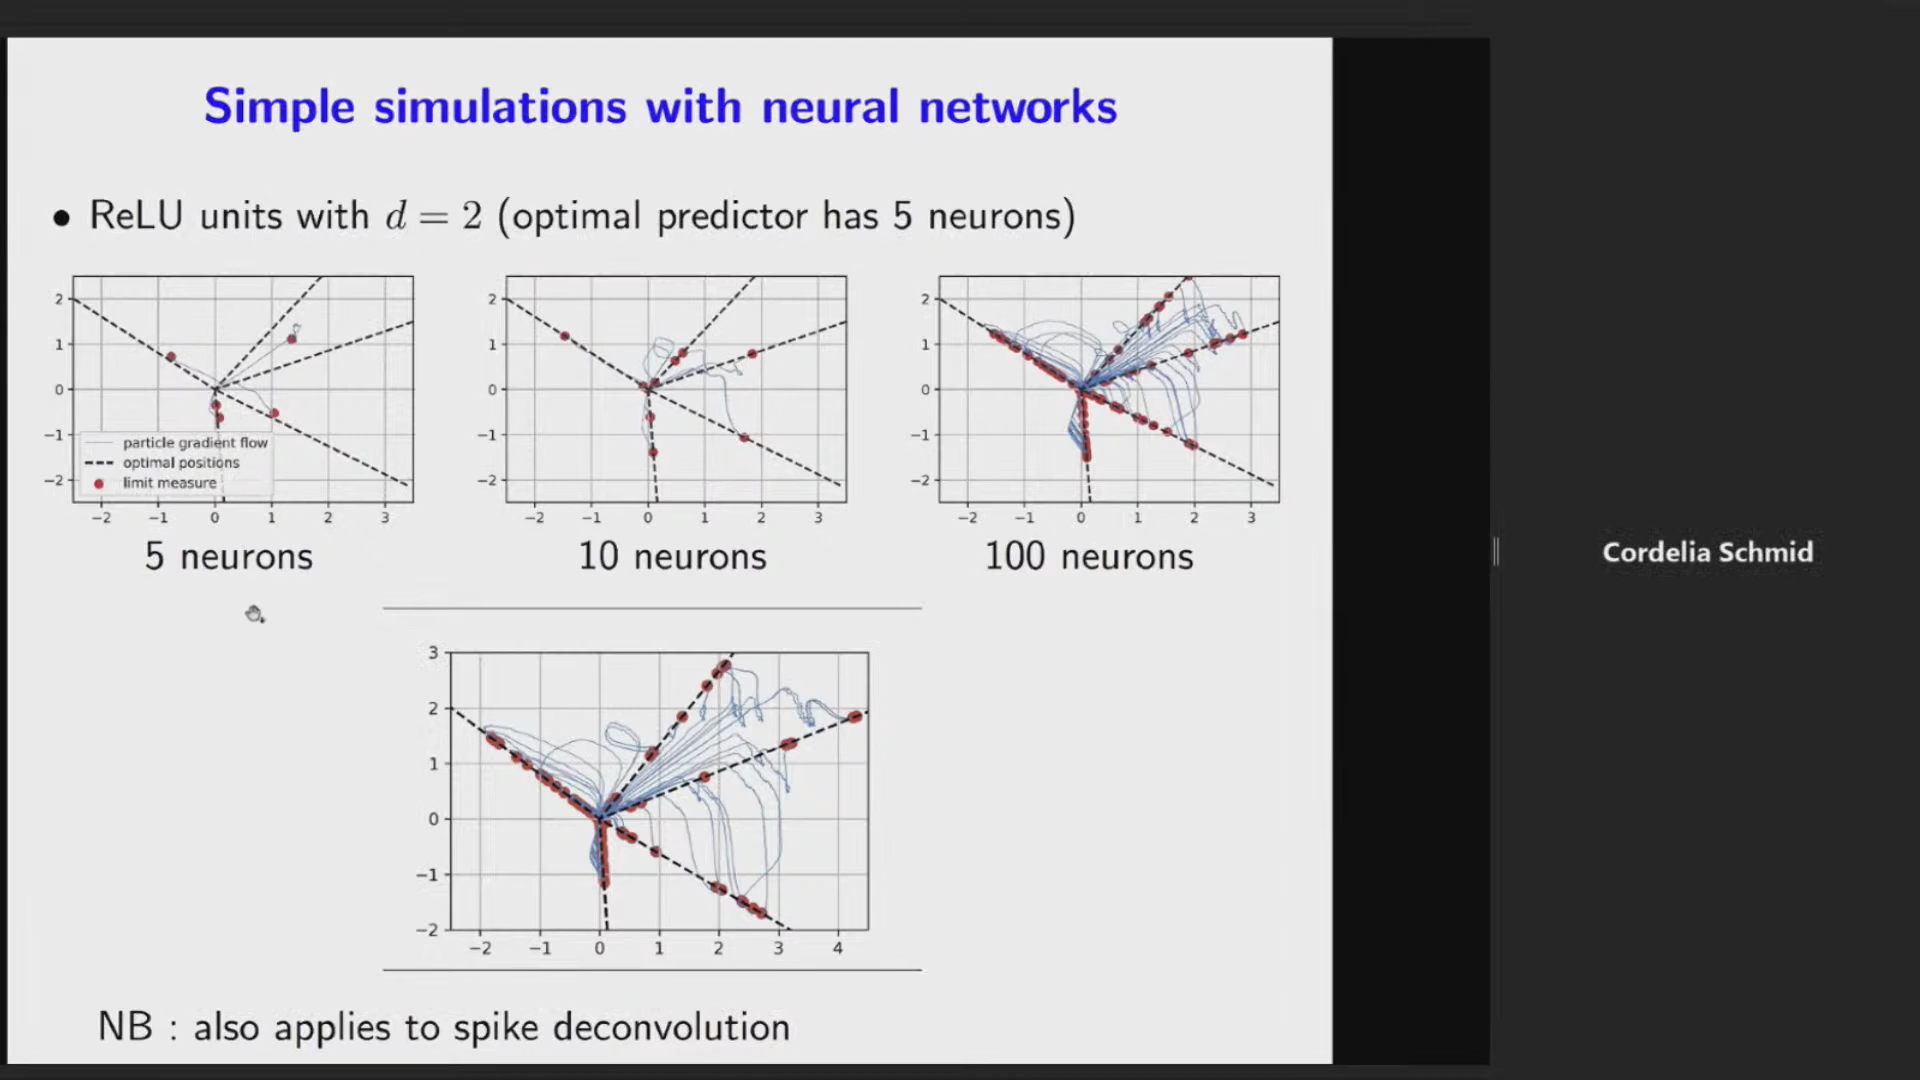 Simple simulations with neural networks
• ReLU units with d = 2 (optimal predictor has 5 neurons)
2
1
0
−1
−2
−2 −1 0 1 2 3
particle gradient flow
optimal positions
limit measure
2
1
0
−1
−2
−2 −1 0 1 2 3
2
1
0
−1
−2
−2 −1 0 1 2 3
5 neurons
10 neurons
100 neurons
3
2
1
0
−1
−2
−2 −1 0 1 2 3 4
NB : also applies to spike deconvolution
Cordelia Schmid